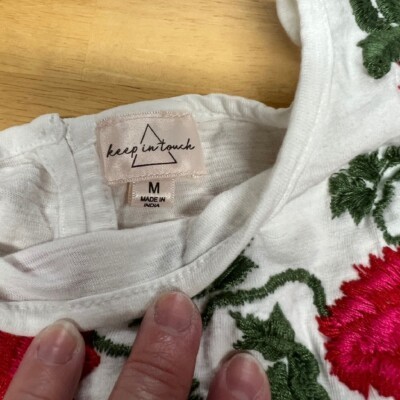 keep in touch
M
MADE IN
INDIA